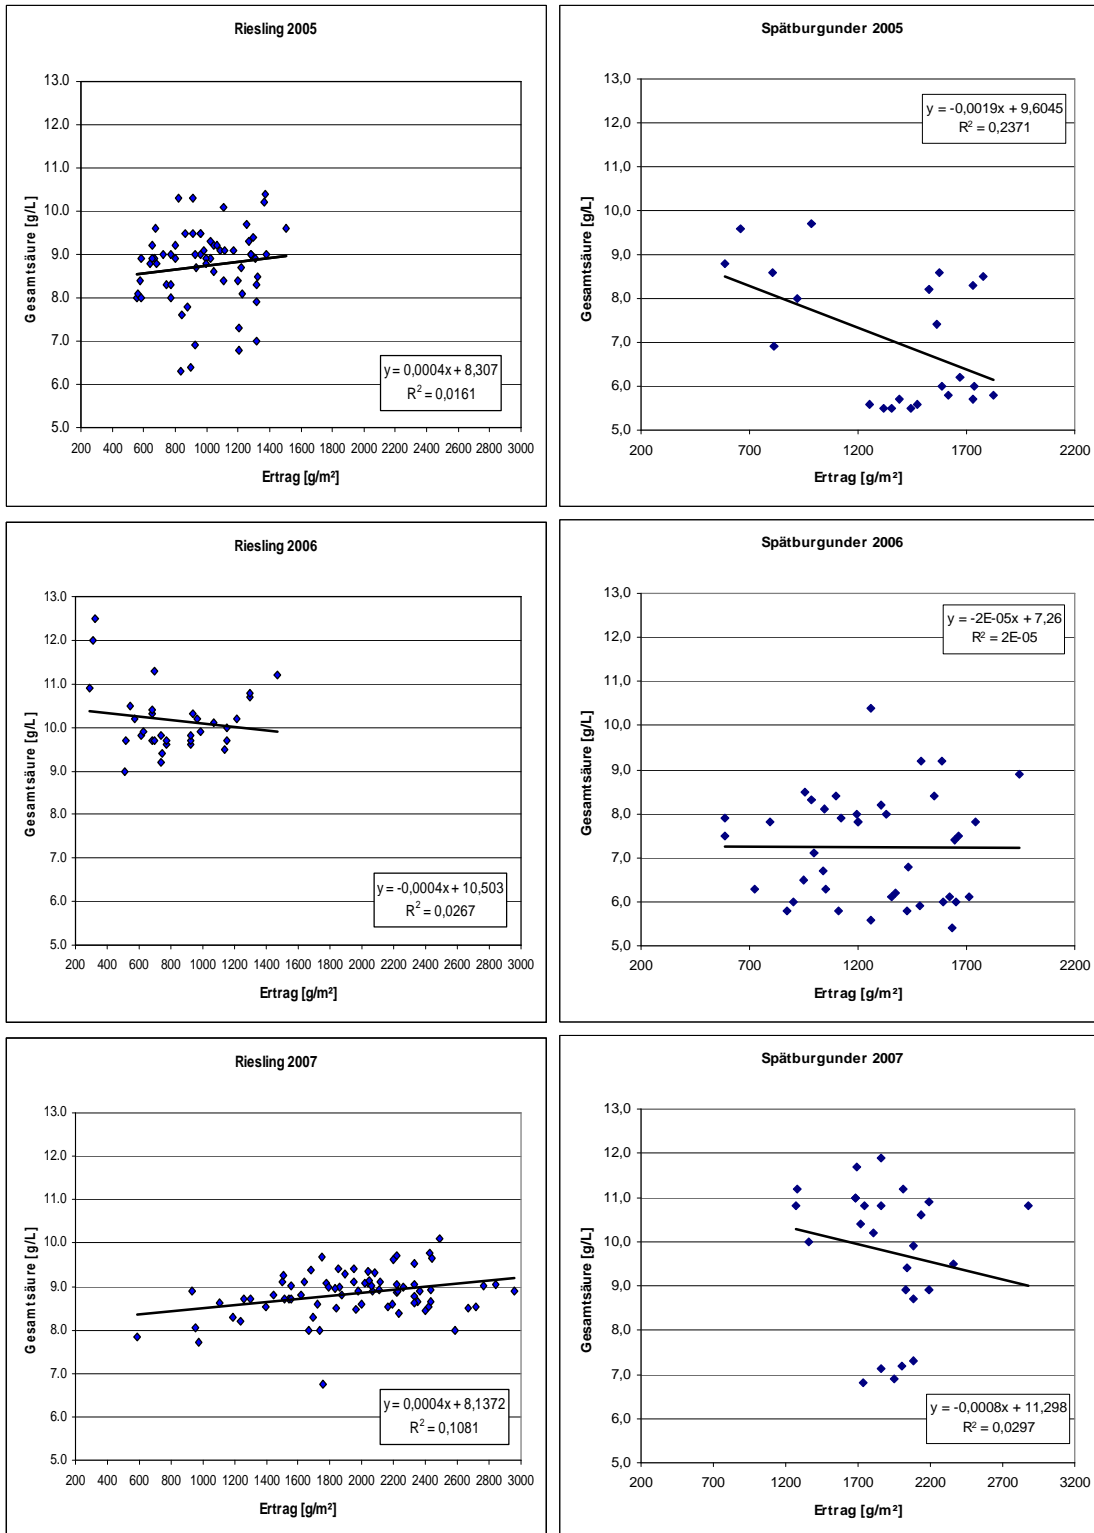 Riesling 2005
13.0
12.0
11.0
10.0
9.0
8.0
7.0
6.0
5.0
Gesamtsäure [g/L]
y = 0,0004x + 8,307
R² = 0,0161
200 400 600 800 1000 1200 1400 1600 1800 2000 2200 2400 2600 2800 3000
Ertrag [g/m²]
Spätburgunder 2005
13,0
12,0
11,0
10,0
9,0
8,0
7,0
6,0
5,0
Gesamtsäure [g/L]
y = -0,0019x + 9,6045
R² = 0,2371
200 700 1200 1700 2200
Ertrag [g/m²]
Riesling 2006
13.0
12.0
11.0
10.0
9.0
8.0
7.0
6.0
5.0
Gesamtsäure [g/L]
y = -0,0004x + 10,503
R² = 0,0267
200 400 600 800 1000 1200 1400 1600 1800 2000 2200 2400 2600 2800 3000
Ertrag [g/m²]
Spätburgunder 2006
13,0
12,0
11,0
10,0
9,0
8,0
7,0
6,0
5,0
Gesamtsäure [g/L]
y = -2E-05x + 7,26
R² = 2E-05
200 700 1200 1700 2200
Ertrag [g/m²]
Riesling 2007
13.0
12.0
11.0
10.0
9.0
8.0
7.0
6.0
5.0
Gesamtsäure [g/L]
y = 0,0004x + 8,1372
R² = 0,1081
200 400 600 800 1000 1200 1400 1600 1800 2000 2200 2400 2600 2800 3000
Ertrag [g/m²]
Spätburgunder 2007
13,0
12,0
11,0
10,0
9,0
8,0
7,0
6,0
5,0
Gesamtsäure [g/L]
y = -0,0008x + 11,298
R² = 0,0297
200 700 1200 1700 2200 2700 3200
Ertrag [g/m²]